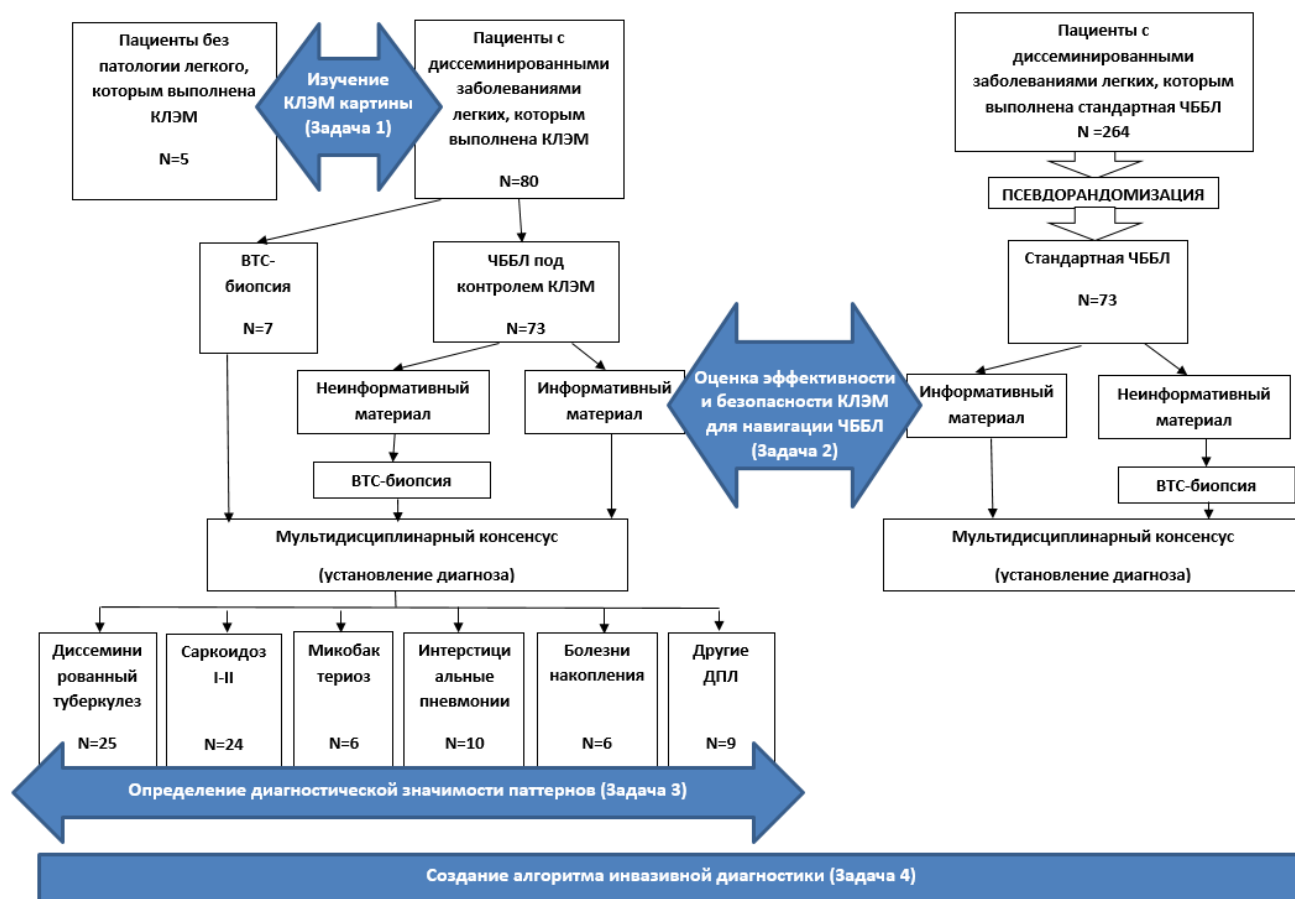 Пациенты без
патологии легкого,
которым выполнена
КЛЭМ
N=5
Изучение
КЛЭМ картины
(Задача 1)
Пациенты с
диссеминированными
заболеваниями
легких, которым
выполнена КЛЭМ
N=80
Пациенты с
диссеминированными
заболеваниями легких, которым
выполнена стандартная ЧББЛ
N =264
ПСЕВДОРАНДОМИЗАЦИЯ
ВТС-
биопсия
N=7
ЧББЛ под
контролем КЛЭМ
N=73
Стандартная ЧББЛ
N=73
Неинформативный
материал
Информативный
материал
Оценка эффективности
и безопасности КЛЭМ
для навигации ЧББЛ
(Задача 2)
Информативный
материал
Неинформативный
материал
ВТС-биопсия
ВТС-биопсия
Мультидисциплинарный консенсус
(установление диагноза)
Мультидисциплинарный консенсус
(установление диагноза)
Диссемини
рованный
туберкулез
N=25
Саркоидоз
I-II
N=24
Микобак
териоз
N=6
Интерстици
альные
пневмонии
N=10
Болезни
накопления
N=6
Другие
ДПЛ
N=9
Определение диагностической значимости паттернов (Задача 3)
Создание алгоритма инвазивной диагностики (Задача 4)